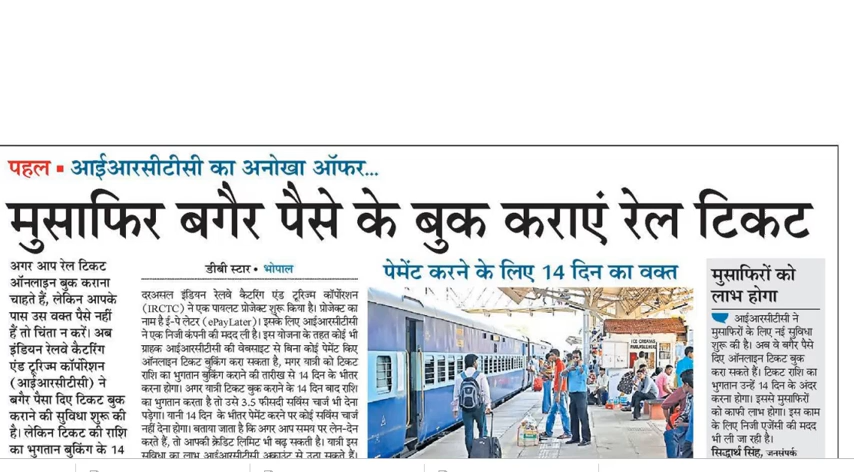 पहल ▪ आईआरसीटीसी का अनोखा ऑफर...
मुसाफिर बगैर पैसे के बुक कराएं रेल टिकट
अगर आप रेल टिकट
ऑनलाइन बुक कराना
चाहते हैं, लेकिन आपके
पास उस वक्त पैसे नहीं
हैं तो चिंता न करें। अब
इंडियन रेलवे कैटरिंग
एंड टूरिज्म कॉर्पोरेशन
(आईआरसीटीसी) ने
बगैर पैसा दिए टिकट बुक
कराने की सुविधा शुरू की
है। लेकिन टिकट की राशि
का भुगतान बुकिंग के 14
डीबी स्टार • भोपाल
दरअसल इंडियन रेलवे कैटरिंग एंड टूरिज्म कॉर्पोरेशन
(IRCTC) ने एक पायलट प्रोजेक्ट शुरू किया है। प्रोजेक्ट का
नाम है ई-पे लेटर (ePayLater)। इसके लिए आईआरसीटीसी
ने एक निजी कंपनी की मदद ली है। इस योजना के तहत कोई भी
ग्राहक आईआरसीटीसी की वेबसाइट से बिना कोई पेमेंट किए
ऑनलाइन टिकट बुकिंग करा सकता है, मगर यात्री को टिकट
राशि का भुगतान बुकिंग कराने की तारीख से 14 दिन के भीतर
करना होगा। अगर यात्री टिकट बुक कराने के 14 दिन बाद राशि
का भुगतान करता है तो उसे 3.5 फीसदी सर्विस चार्ज भी देना
पड़ेगा। यानी 14 दिन के भीतर पेमेंट करने पर कोई सर्विस चार्ज
नहीं देना होगा। बताया जाता है कि अगर आप समय पर लेन-देन
करते हैं, तो आपकी क्रेडिट लिमिट भी बढ़ सकती है। यात्री इस
सुविधा का लाभ आईआरसीटीसी अकाउंट से उठा सकते हैं।
पेमेंट करने के लिए 14 दिन का वक्त
मुसाफिरों को
लाभ होगा
आईआरसीटीसी ने
मुसाफिरों के लिए नई सुविधा
शुरू की है। अब वे बगैर पैसे
दिए ऑनलाइन टिकट बुक
करा सकते हैं। टिकट राशि का
भुगतान उन्हें 14 दिन के अंदर
करना होगा। इससे मुसाफिरों
को काफी लाभ होगा। इस काम
के लिए निजी एजेंसी की मदद
भी ली जा रही है।
सिद्धार्थ सिंह, जनसंपर्क